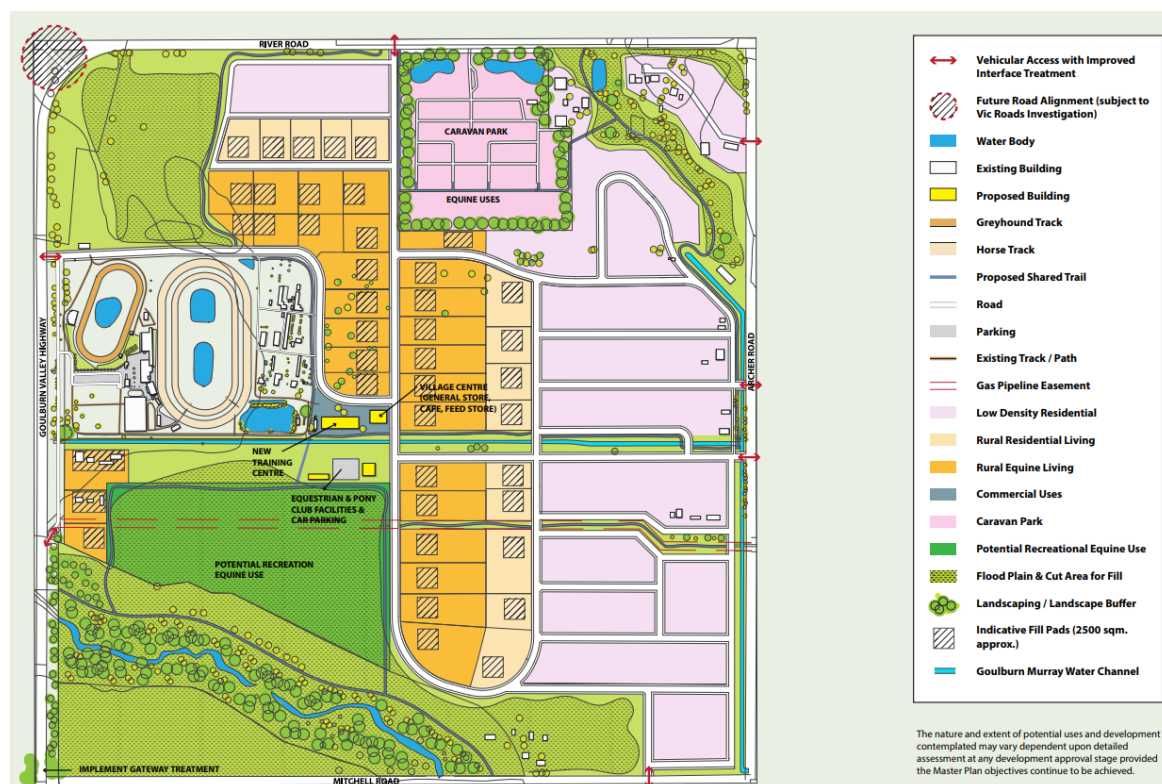 RIVER ROAD
CARAVAN PARK
EQUINE USES
GOULBURN VALLEY HIGHWAY
ARCHER ROAD
VILLAGE CENTRE
(GENERAL STORE,
CAFE, FEED STORE)
NEW
TRAINING
CENTRE
EQUESTRIAN & PONY
CLUB FACILITIES &
CAR PARKING
POTENTIAL RECREATION
EQUINE USE
IMPLEMENT GATEWAY TREATMENT
MITCHELL ROAD
Vehicular Access with Improved
Interface Treatment
Future Road Alignment (subject to
Vic Roads Investigation)
Water Body
Existing Building
Proposed Building
Greyhound Track
Horse Track
Proposed Shared Trail
Road
Parking
Existing Track / Path
Gas Pipeline Easement
Low Density Residential
Rural Residential Living
Rural Equine Living
Commercial Uses
Caravan Park
Potential Recreational Equine Use
Flood Plain & Cut Area for Fill
Landscaping / Landscape Buffer
Indicative Fill Pads (2500 sqm.
approx.)
Goulburn Murray Water Channel
The nature and extent of potential uses and development
contemplated may vary dependent upon detailed
assessment at any development approval stage provided
the Master Plan objectives continue to be achieved.